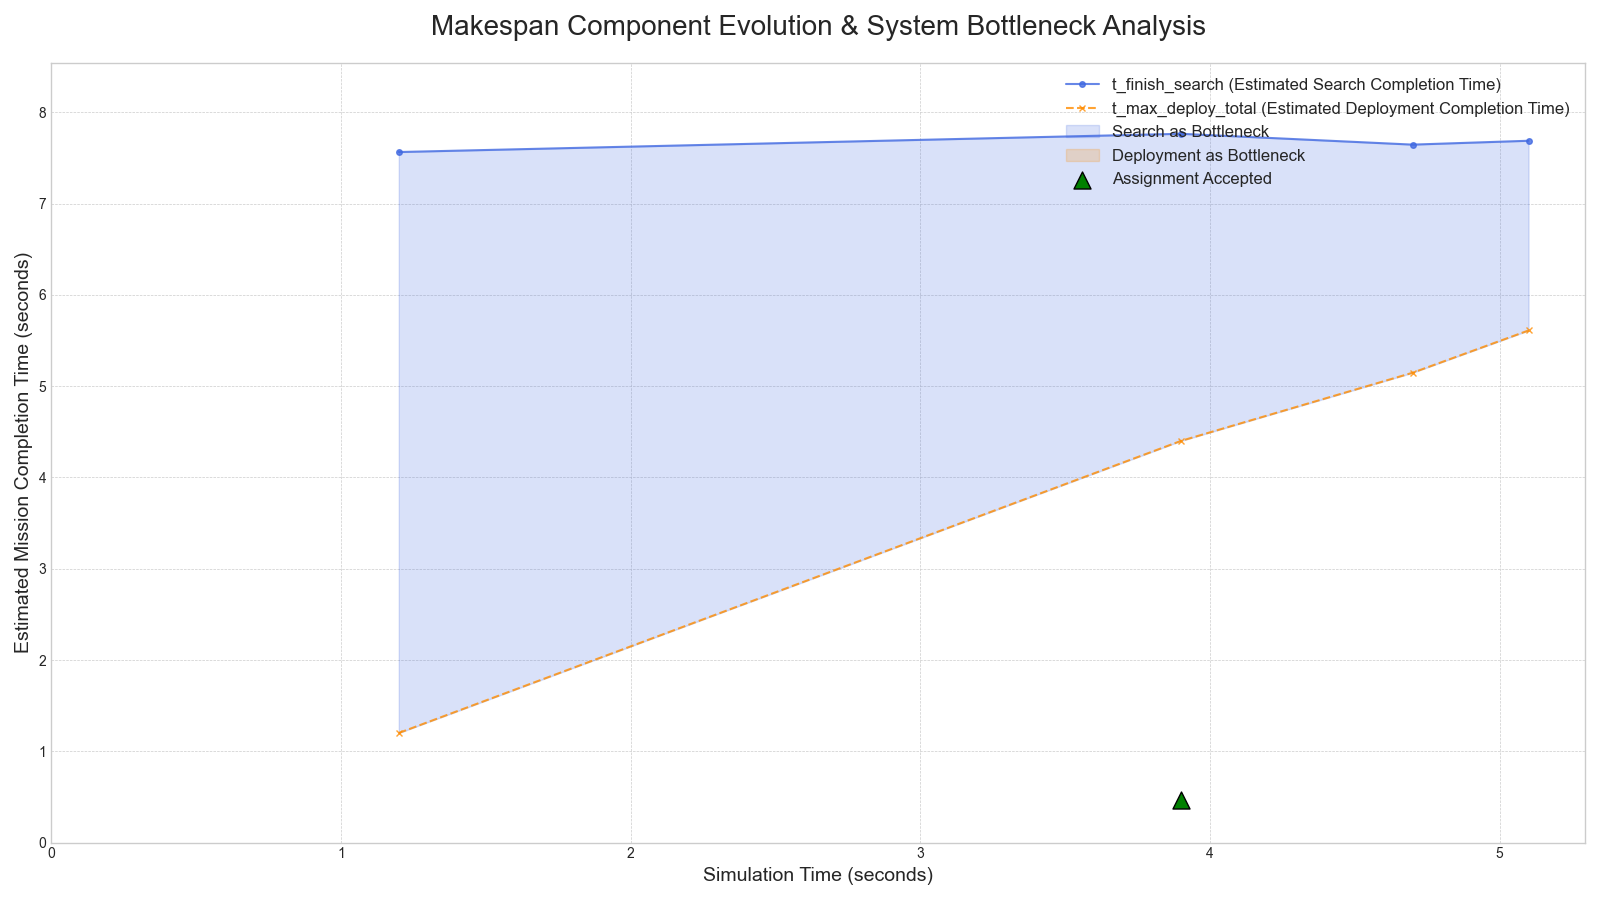 Makespan Component Evolution & System Bottleneck Analysis
t_finish_search (Estimated Search Completion Time)
t_max_deploy_total (Estimated Deployment Completion Time)
Search as Bottleneck
Deployment as Bottleneck
Assignment Accepted
Estimated Mission Completion Time (seconds)
8
7
6
5
4
3
2
1
0
0 1 2 3 4 5
Simulation Time (seconds)